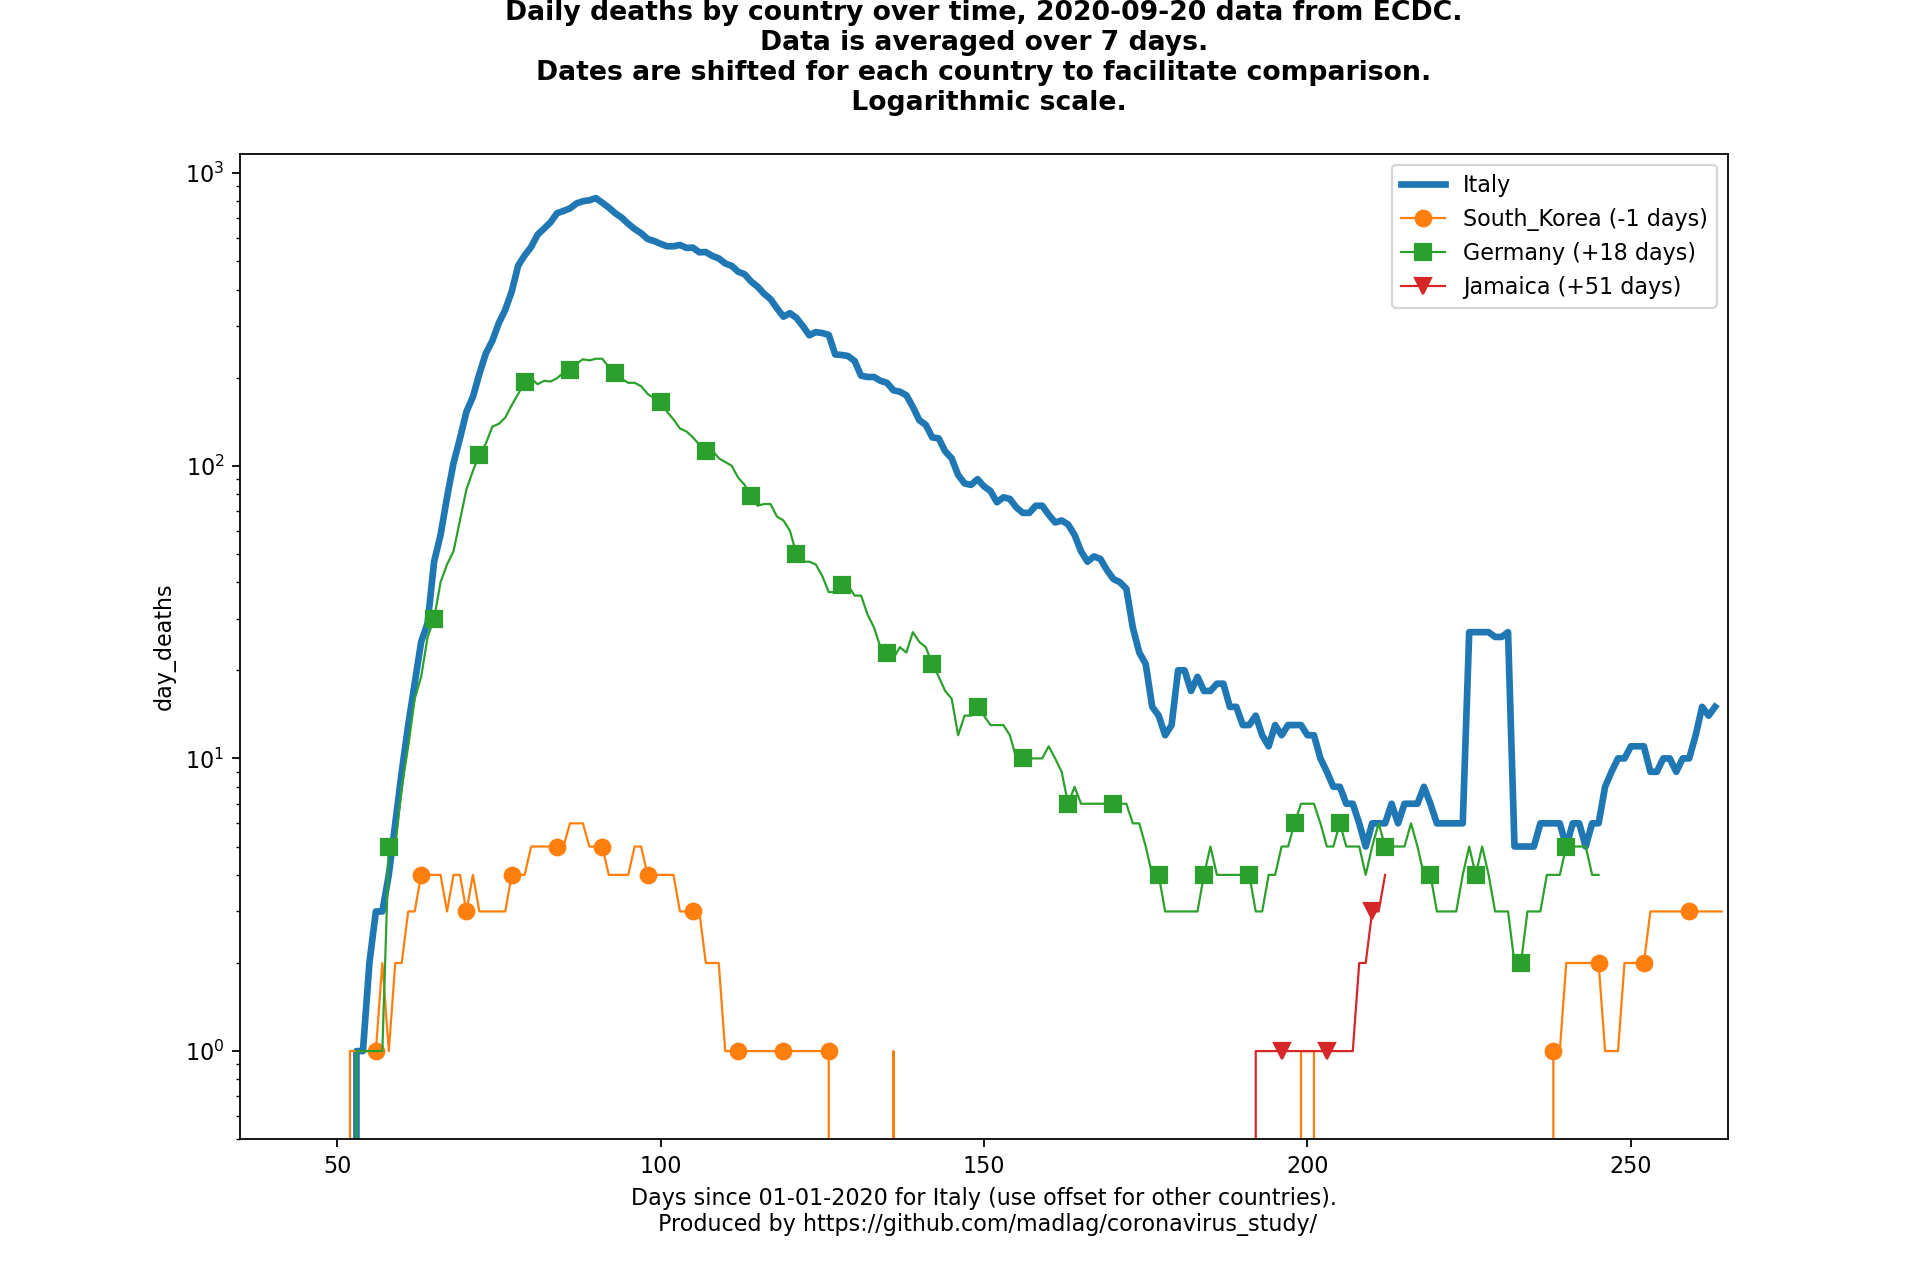 Daily deaths by country over time, 2020-09-20 data from ECDC.
Data is averaged over 7 days.
Dates are shifted for each country to facilitate comparison.
Logarithmic scale.
10³
Italy
South_Korea (-1 days)
Germany (+18 days)
Jamaica (+51 days)
10²
day_deaths
10¹
10⁰
50 100 150 200 250
Days since 01-01-2020 for Italy (use offset for other countries).
Produced by https://github.com/madlag/coronavirus_study/